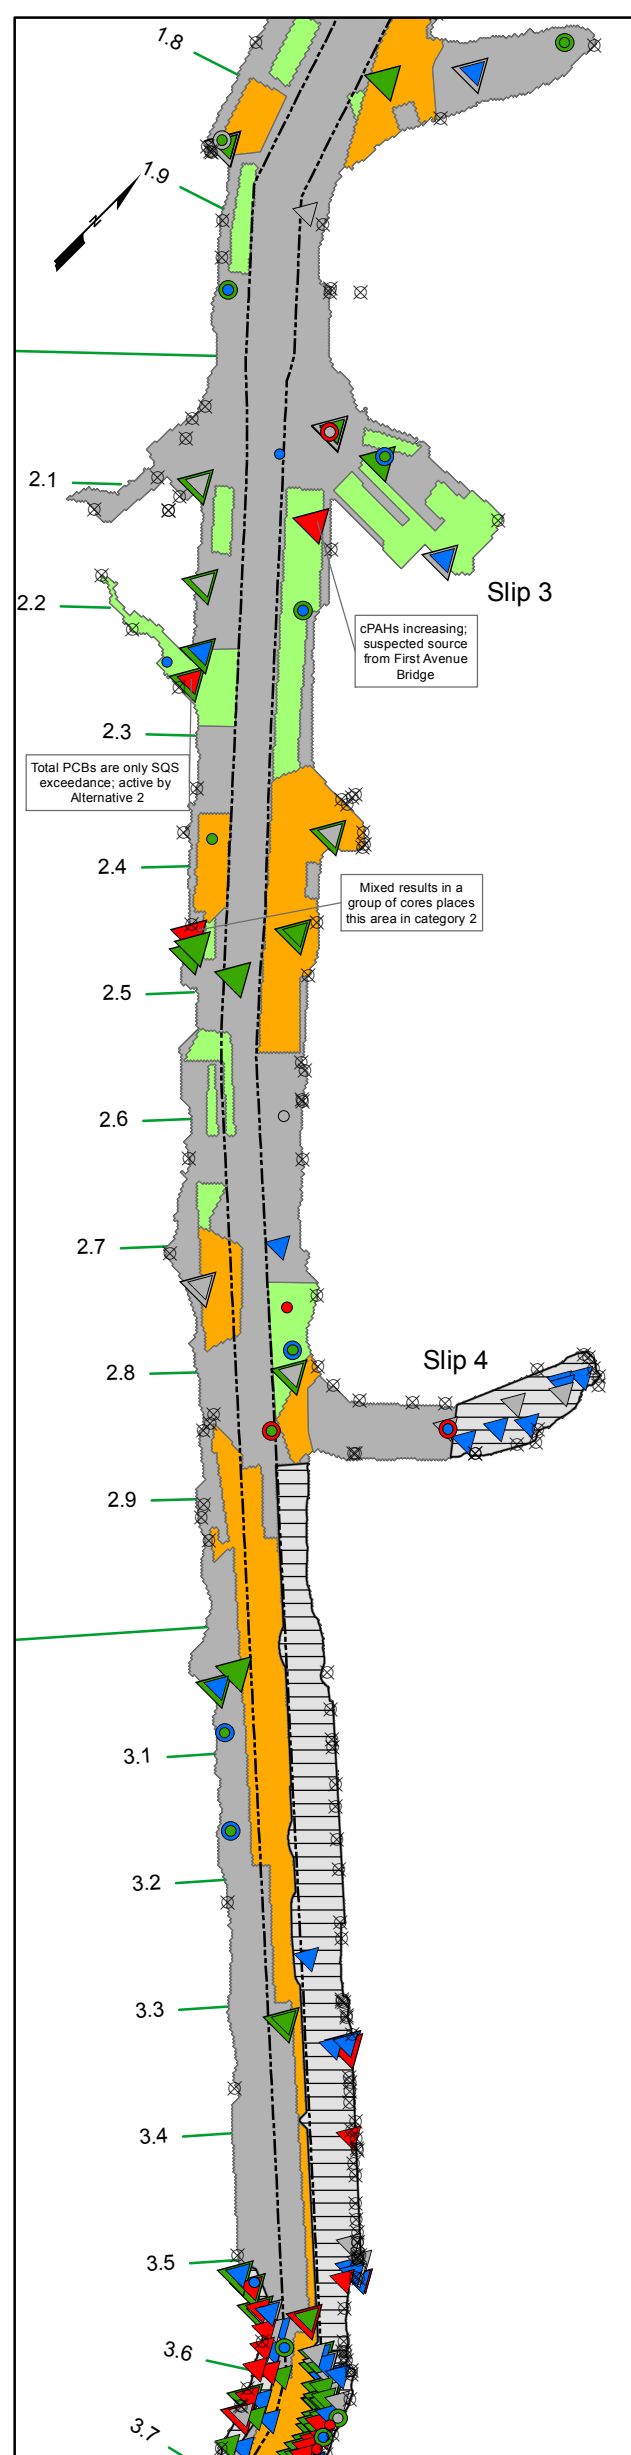 1.8
1.9
N
2.1
2.2
Slip 3
cPAHs increasing;
suspected source
from First Avenue
Bridge
2.3
Total PCBs are only SQS
exceedance; active by
Alternative 2
2.4
Mixed results in a
group of cores places
this area in category 2
2.5
2.6
2.7
Slip 4
2.8
2.9
3.1
3.2
3.3
3.4
3.5
3.6
3.7